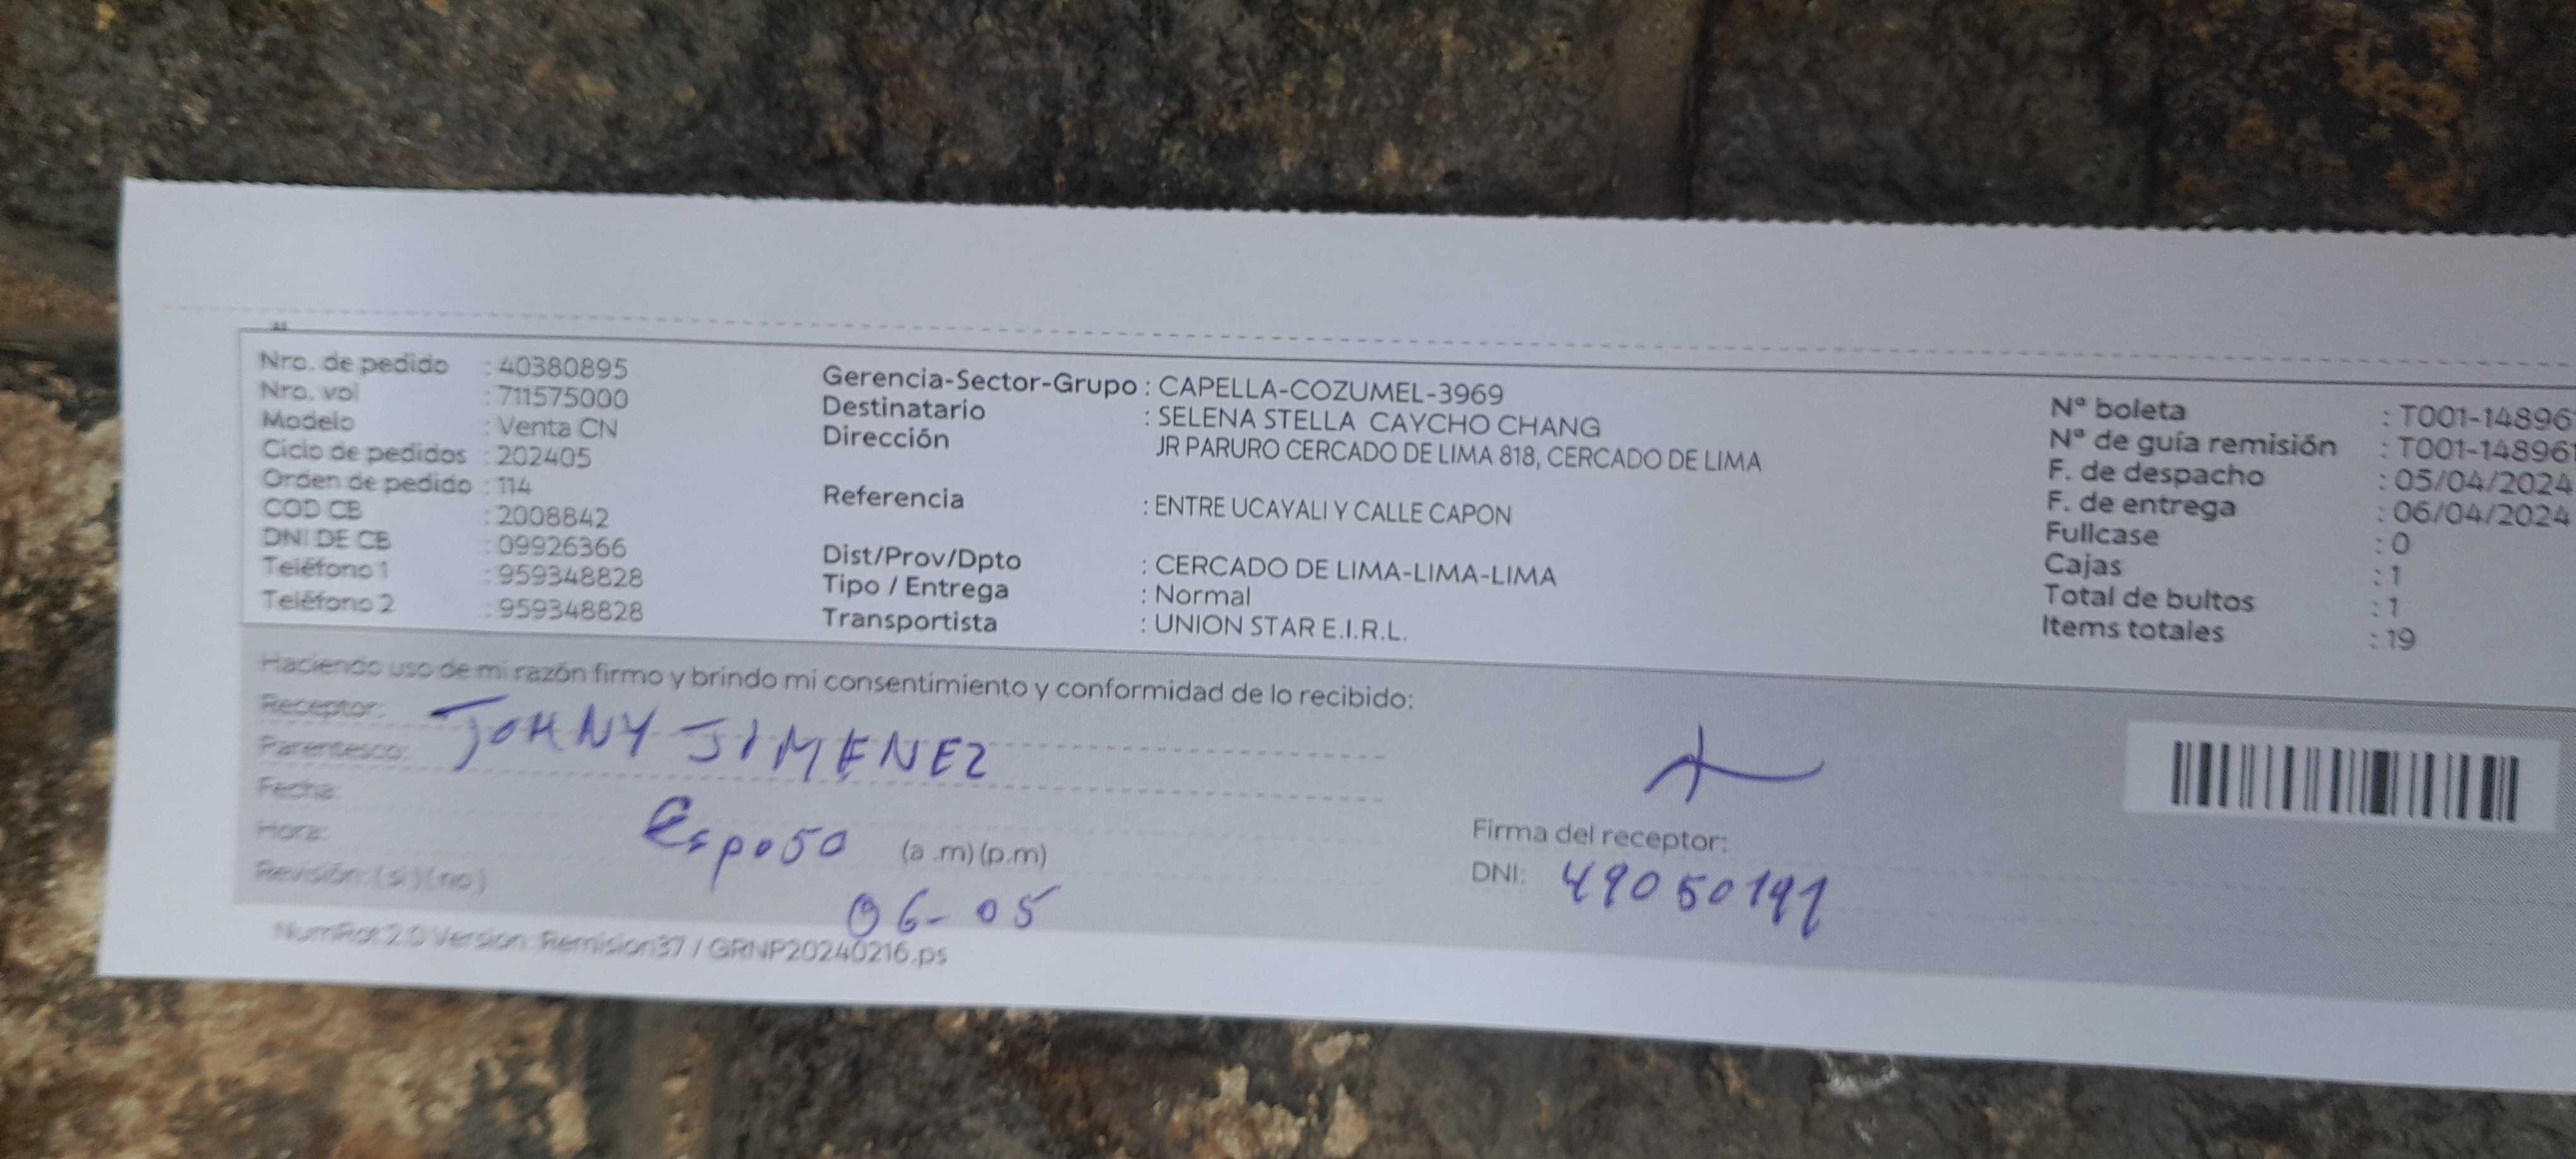 Nro. de pedido : 40380895
Nro. vol : 711575000
Modelo : Venta CN
Ciclo de pedidos : 202405
Orden de pedido : 114
COD CB : 2008842
DNI DE CB : 09926366
Teléfono 1 : 959348828
Teléfono 2 : 959348828
Gerencia-Sector-Grupo : CAPELLA-COZUMEL-3969
Destinatario : SELENA STELLA CAYCHO CHANG
Dirección JR PARURO CERCADO DE LIMA 818, CERCADO DE LIMA
Referencia : ENTRE UCAYALI Y CALLE CAPON
Dist/Prov/Dpto : CERCADO DE LIMA-LIMA-LIMA
Tipo / Entrega : Normal
Transportista : UNION STAR E.I.R.L.
N° boleta : T001-14896
N° de guía remisión : T001-148961
F. de despacho : 05/04/2024
F. de entrega : 06/04/2024
Fullcase : 0
Cajas : 1
Total de bultos : 1
Items totales : 19
Haciendo uso de mi razón firmo y brindo mi consentimiento y conformidad de lo recibido:
Receptor: JOHNY JIMENEZ
Parentesco:
Fecha:
Hora: Esposo (a .m) (p.m)
Revisión: (si) (no) 06-05
Firma del receptor:
DNI: 49050191
NumRot 2.0 Version: Remision37 / GRNP20240216.ps